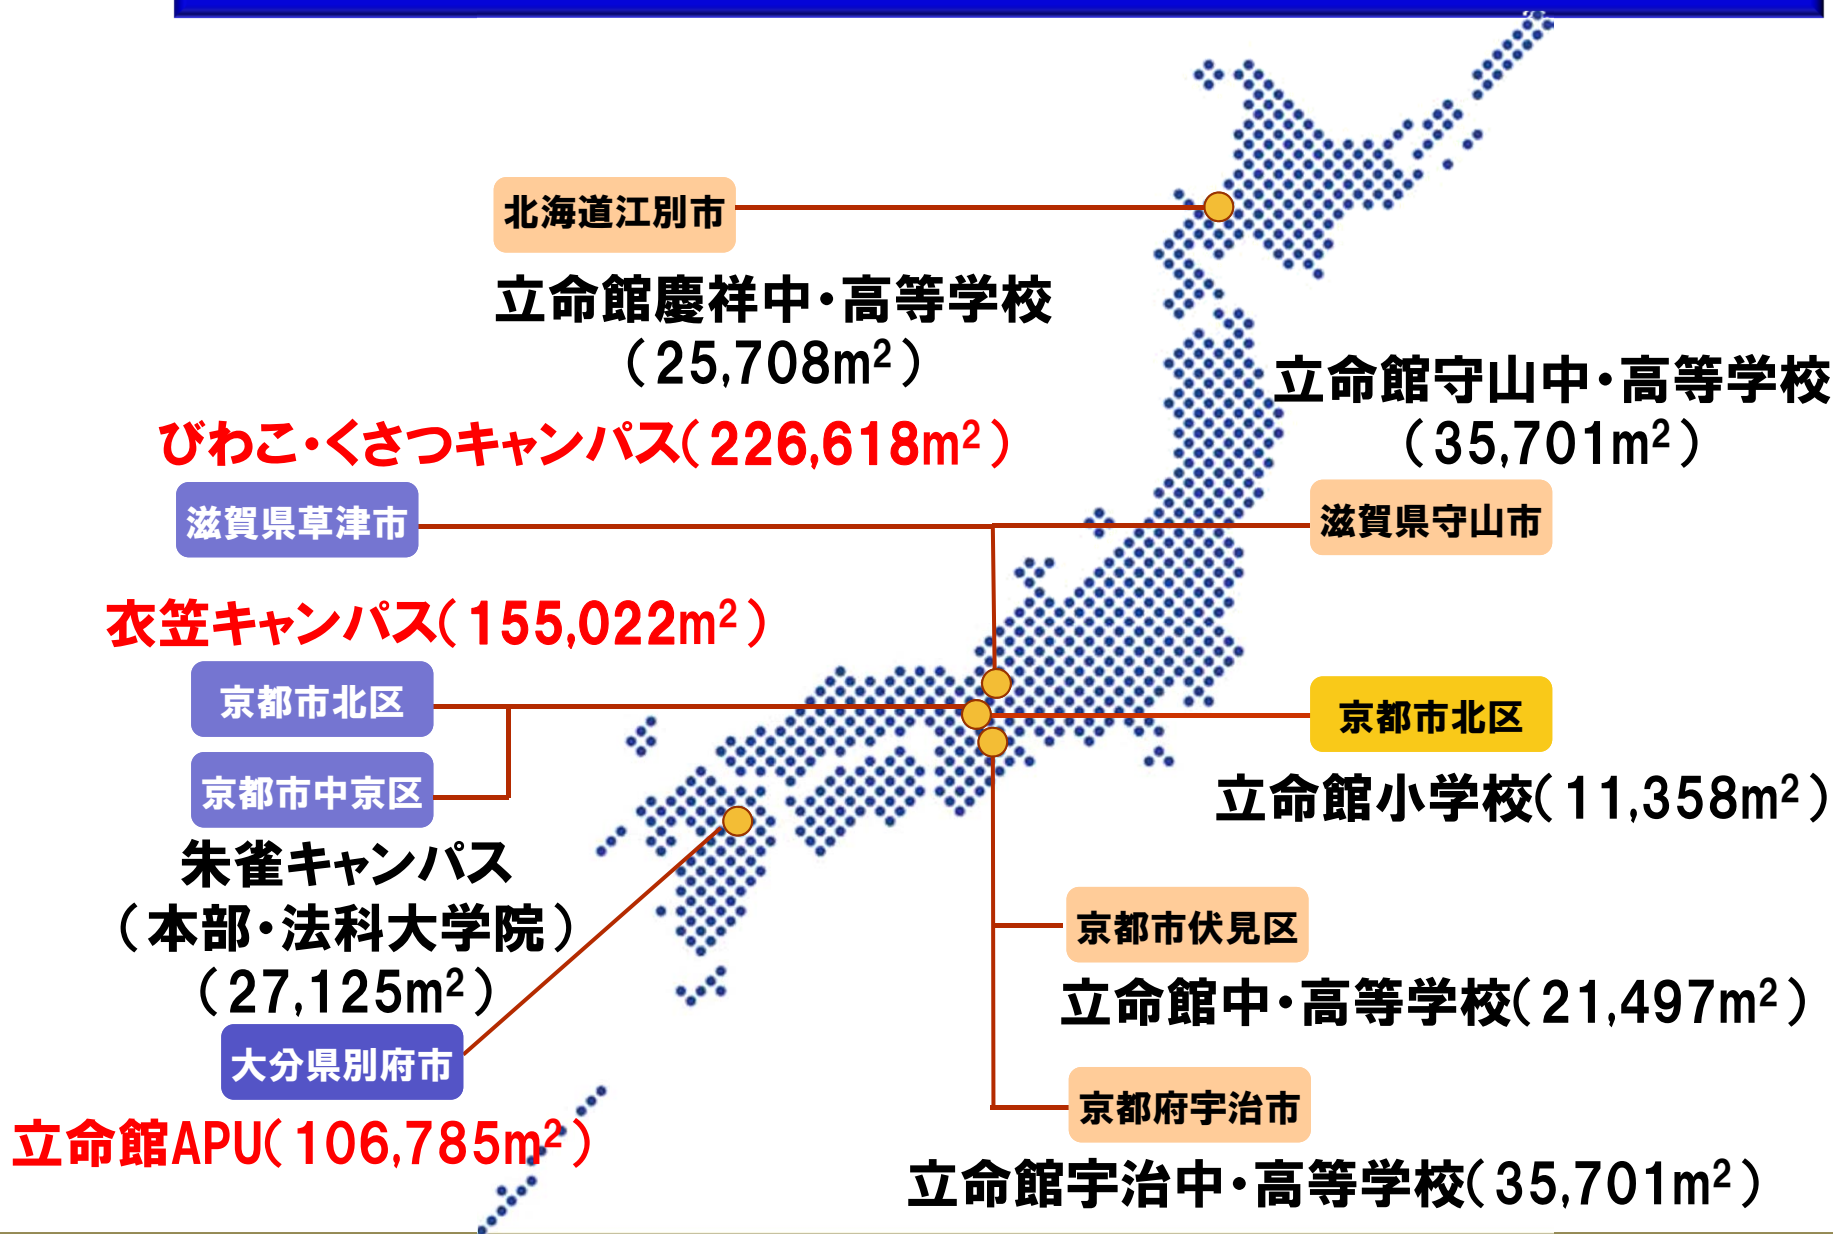 北海道江別市
立命館慶祥中・高等学校
（25,708m²）
立命館守山中・高等学校
（35,701m²）
滋賀県守山市
びわこ・くさつキャンパス（226,618m²）
滋賀県草津市
衣笠キャンパス（155,022m²）
京都市北区
京都市中京区
朱雀キャンパス
（本部・法科大学院）
（27,125m²）
大分県別府市
立命館APU（106,785m²）
京都市北区
立命館小学校（11,358m²）
京都市伏見区
立命館中・高等学校（21,497m²）
京都府宇治市
立命館宇治中・高等学校（35,701m²）